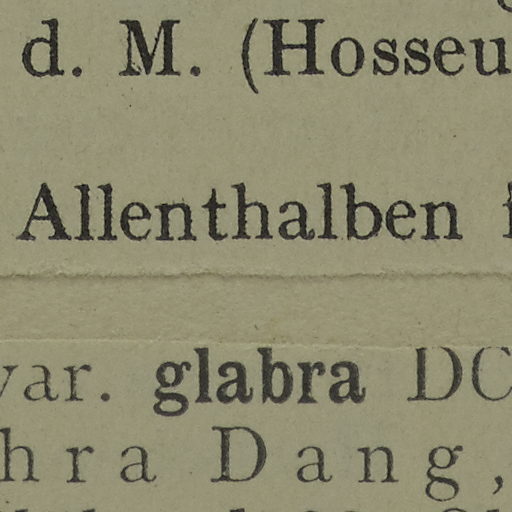 d. M. (Hosseu
Allenthalben
var. glabra DC
hra Dang,